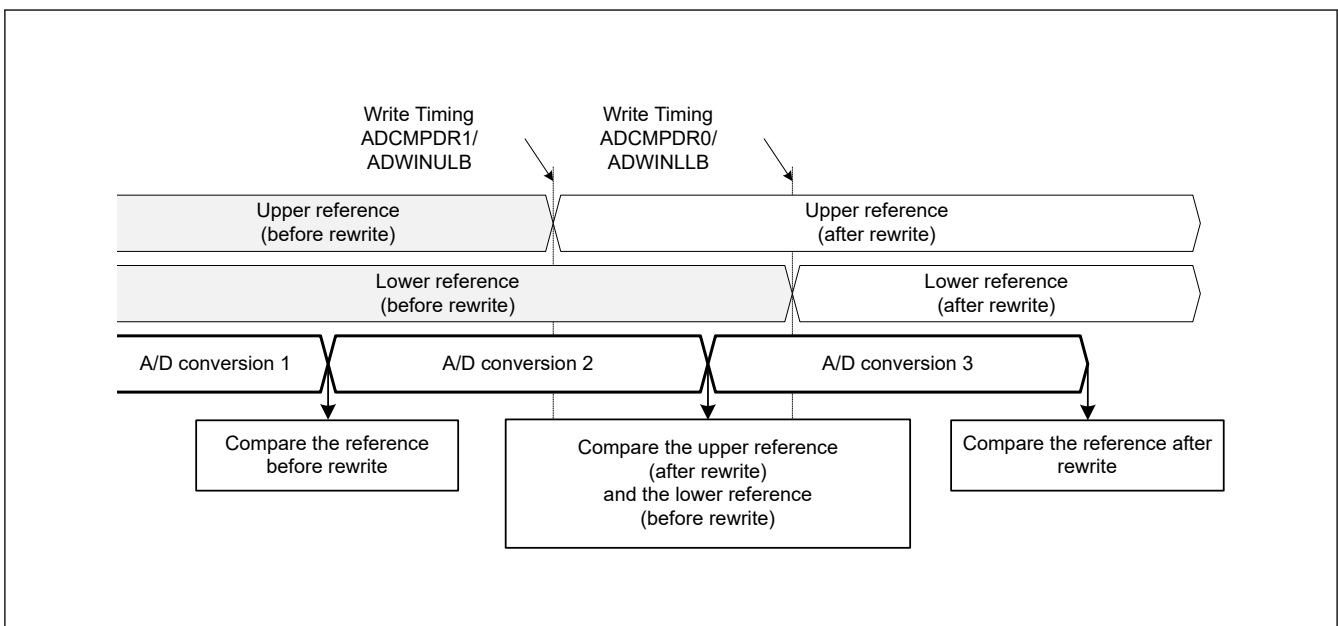 Write Timing
ADCMPDR1/
ADWINULB
Write Timing
ADCMPDR0/
ADWINLLB
Upper reference
(before rewrite)
Upper reference
(after rewrite)
Lower reference
(before rewrite)
Lower reference
(after rewrite)
A/D conversion 1
A/D conversion 2
A/D conversion 3
Compare the reference
before rewrite
Compare the upper reference
(after rewrite)
and the lower reference
(before rewrite)
Compare the reference after
rewrite